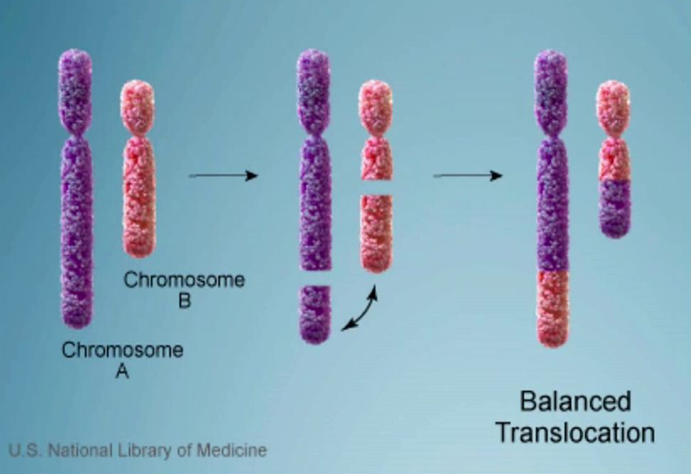 Chromosome
B
Chromosome
A
Balanced
Translocation
U.S. National Library of Medicine